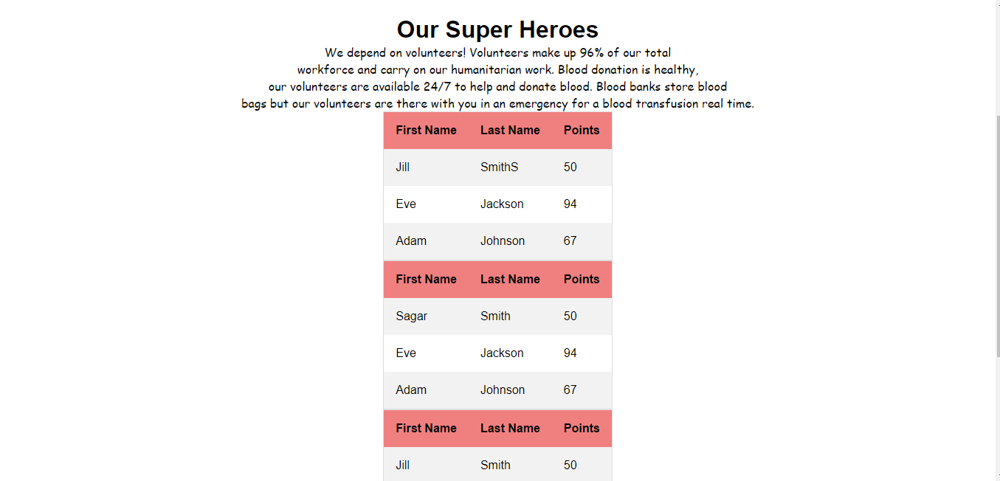 Our Super Heroes
We depend on volunteers! Volunteers make up 96% of our total
workforce and carry on our humanitarian work. Blood donation is healthy,
our volunteers are available 24/7 to help and donate blood. Blood banks store blood
bags but our volunteers are there with you in an emergency for a blood transfusion real time.
First Name Last Name Points
Jill SmithS 50
Eve Jackson 94
Adam Johnson 67
First Name Last Name Points
Sagar Smith 50
Eve Jackson 94
Adam Johnson 67
First Name Last Name Points
Jill Smith 50